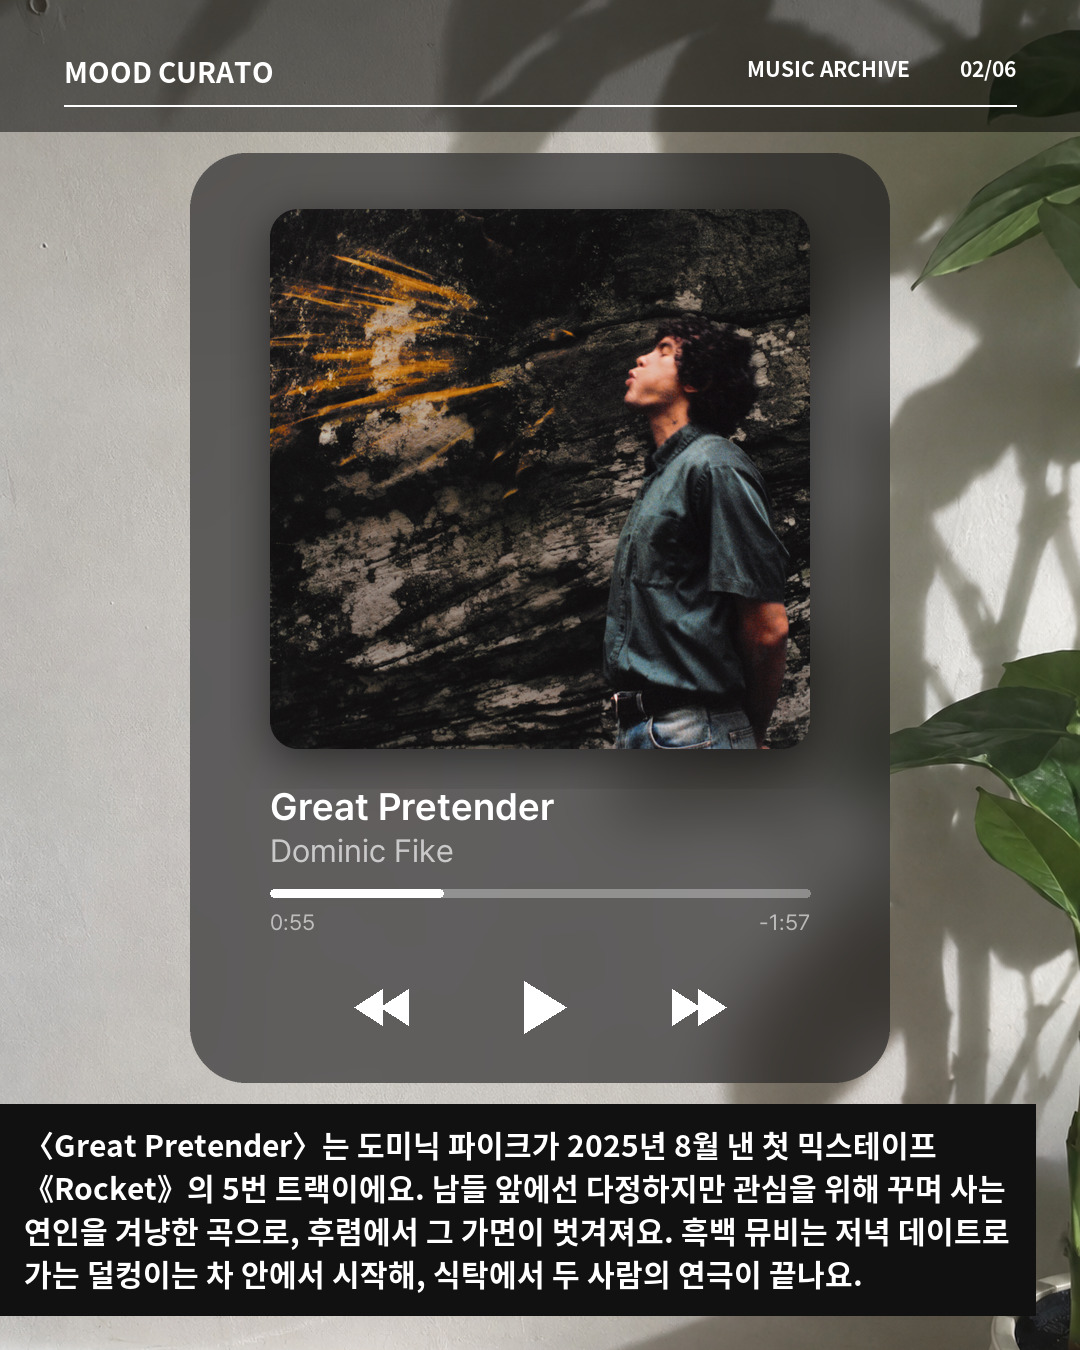 MOOD CURATO
MUSIC ARCHIVE 02/06
Great Pretender
Dominic Fike
0:55 -1:57
〈Great Pretender〉는 도미닉 파이크가 2025년 8월 낸 첫 믹스테이프
《Rocket》의 5번 트랙이에요. 남들 앞에선 다정하지만 관심을 위해 꾸며 사는
연인을 겨냥한 곡으로, 후렴에서 그 가면이 벗겨져요. 흑백 뮤비는 저녁 데이트로
가는 덜컹이는 차 안에서 시작해, 식탁에서 두 사람의 연극이 끝나요.